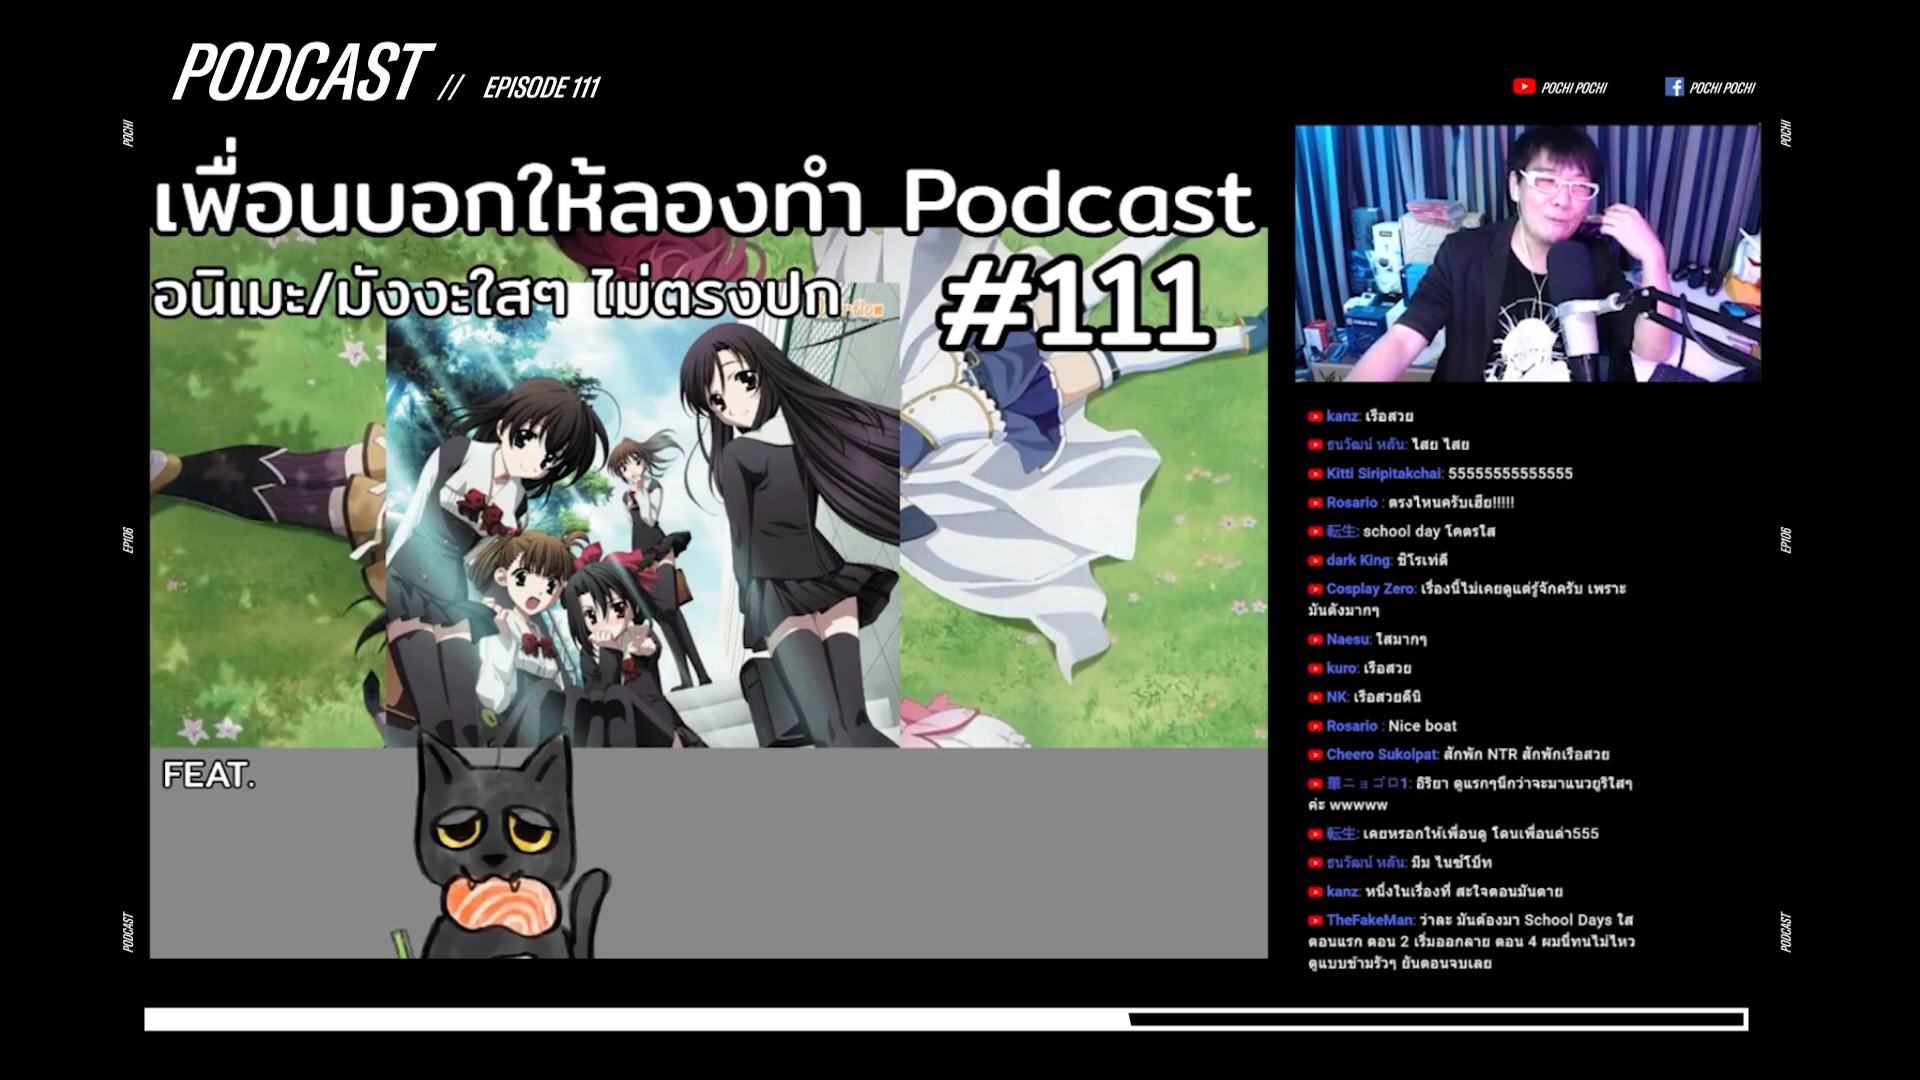 PODCAST // EPISODE 111
POCHI POCHI
POCHI POCHI
POCHI
POCHI
เพื่อนบอกให้ลองทำ Podcast
อนิเมะ/มังงะใสๆ ไม่ตรงปก
#111
kanz: เรือสวย
ธนวัฒน์ หลัน: ไสย ไสย
Kitti Siripitakchai: 55555555555555
Rosario : ตรงไหนครับเฮีย!!!!!
転生: school day โคตรใส
dark King: ชิโรเท่ดี
EP106
EP106
Cosplay Zero: เรื่องนี้ไม่เคยดูแต่รู้จักครับ เพราะ
มันดังมากๆ
Naesu: ใสมากๆ
kuro: เรือสวย
NK: เรือสวยดีนิ
Rosario : Nice boat
Cheero Sukolpat: สักพัก NTR สักพักเรือสวย
FEAT.
華ニョゴロ1: อิริยา ดูแรกๆนึกว่าจะมาแนวยูริใสๆ
ค่ะ wwwww
転生: เคยหรอกให้เพื่อนดู โดนเพื่อนด่า555
ธนวัฒน์ หลัน: มีม ไนซ์โบ๊ท
kanz: หนึ่งในเรื่องที่ สะใจตอนมันตาย
TheFakeMan: ว่าละ มันต้องมา School Days ใส
ตอนแรก ตอน 2 เริ่มออกลาย ตอน 4 ผมนี่ทนไม่ไหว
ดูแบบข้ามรัวๆ ยันตอนจบเลย
PODCAST
PODCAST